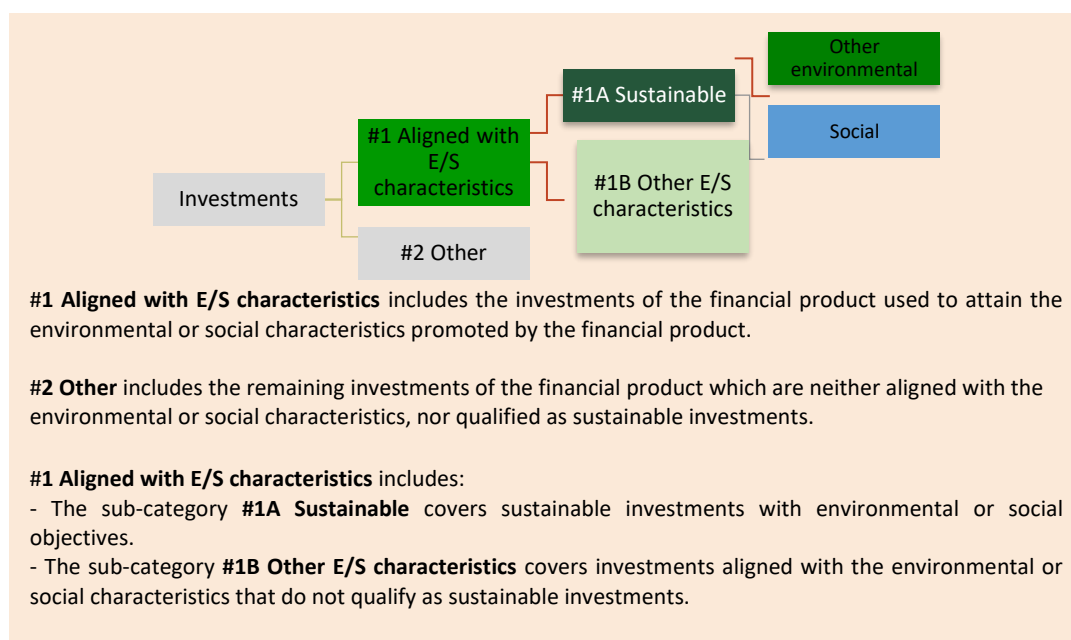 Other
environmental
#1A Sustainable
#1 Aligned with
E/S
characteristics
Social
#1B Other E/S
characteristics
Investments
#2 Other
#1 Aligned with E/S characteristics includes the investments of the financial product used to attain the
environmental or social characteristics promoted by the financial product.
#2 Other includes the remaining investments of the financial product which are neither aligned with the
environmental or social characteristics, nor qualified as sustainable investments.
#1 Aligned with E/S characteristics includes:
- The sub-category #1A Sustainable covers sustainable investments with environmental or social
objectives.
- The sub-category #1B Other E/S characteristics covers investments aligned with the environmental or
social characteristics that do not qualify as sustainable investments.